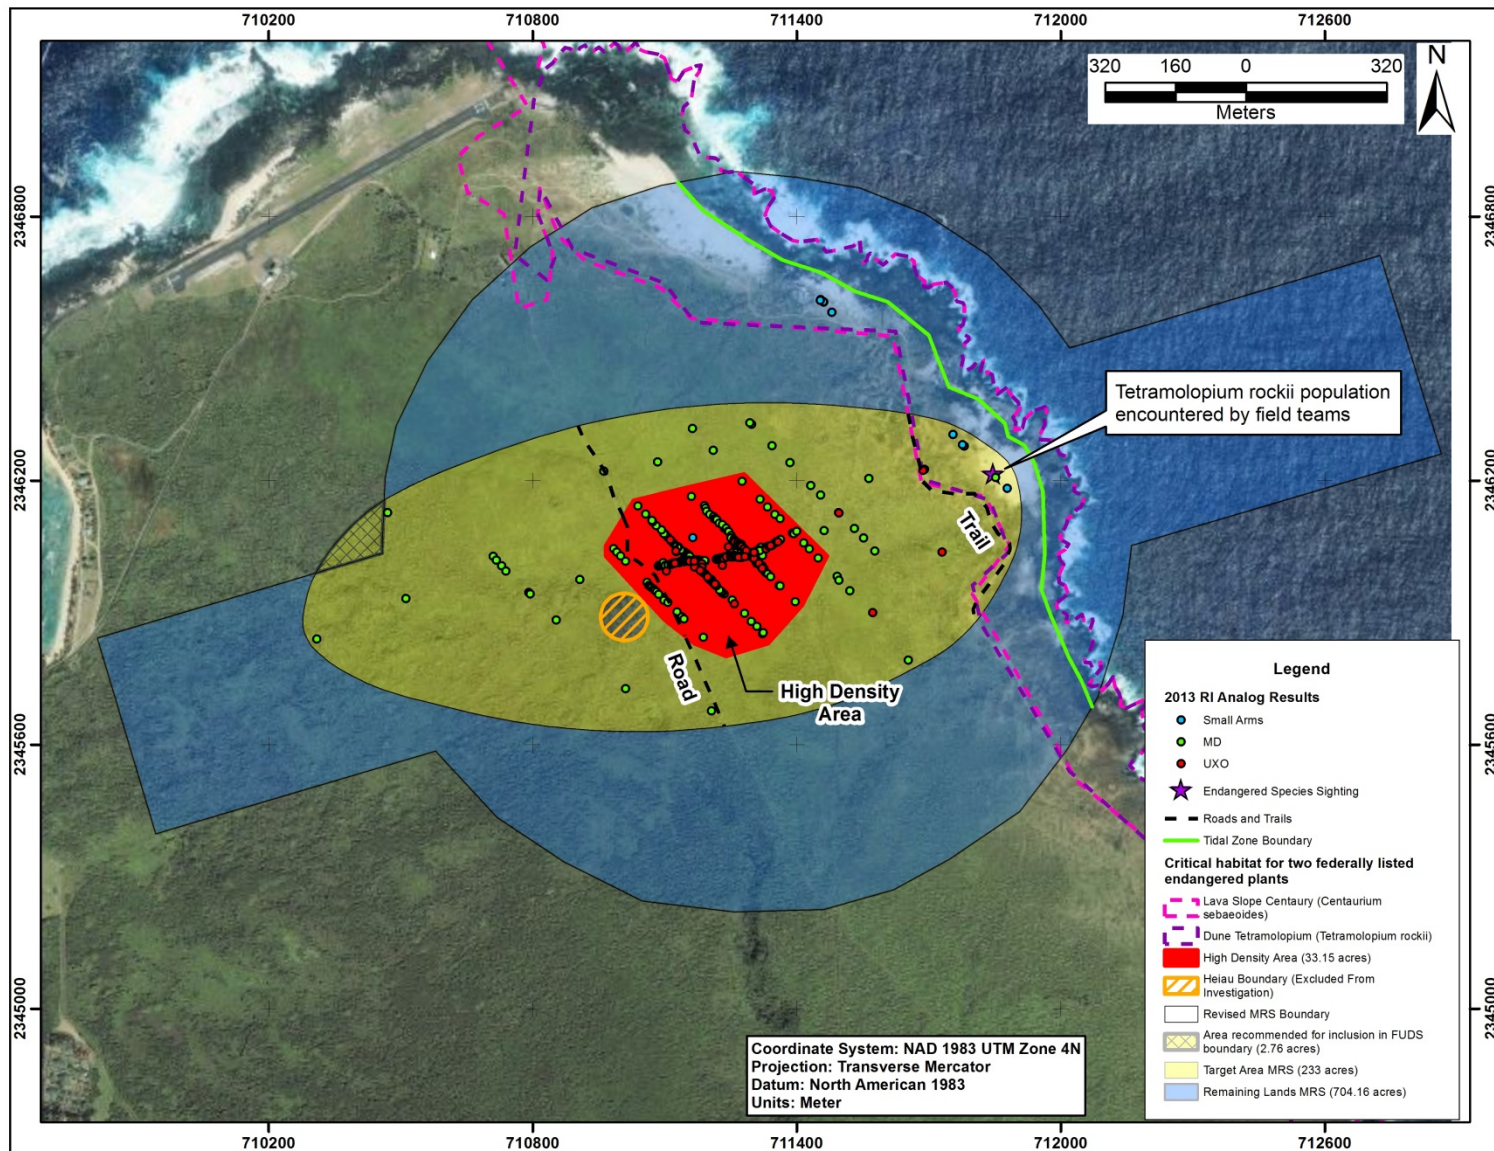 710200
710800
711400
712000
712600
320
160
0
320
Meters
N
2346800
2346800
Tetramolopium rockii population
encountered by field teams
2346200
2346200
Trail
Road
High Density
Area
2345600
2345600
Legend
2013 RI Analog Results
Small Arms
MD
UXO
Endangered Species Sighting
Roads and Trails
Tidal Zone Boundary
Critical habitat for two federally listed
endangered plants
Lava Slope Centaury (Centaurium
sebaeoides)
Dune Tetramolopium (Tetramolopium rockii)
High Density Area (33.15 acres)
Heiau Boundary (Excluded From
Investigation)
Revised MRS Boundary
Area recommended for inclusion in FUDS
boundary (2.76 acres)
Target Area MRS (233 acres)
Remaining Lands MRS (704.16 acres)
2345000
2345000
Coordinate System: NAD 1983 UTM Zone 4N
Projection: Transverse Mercator
Datum: North American 1983
Units: Meter
710200
710800
711400
712000
712600